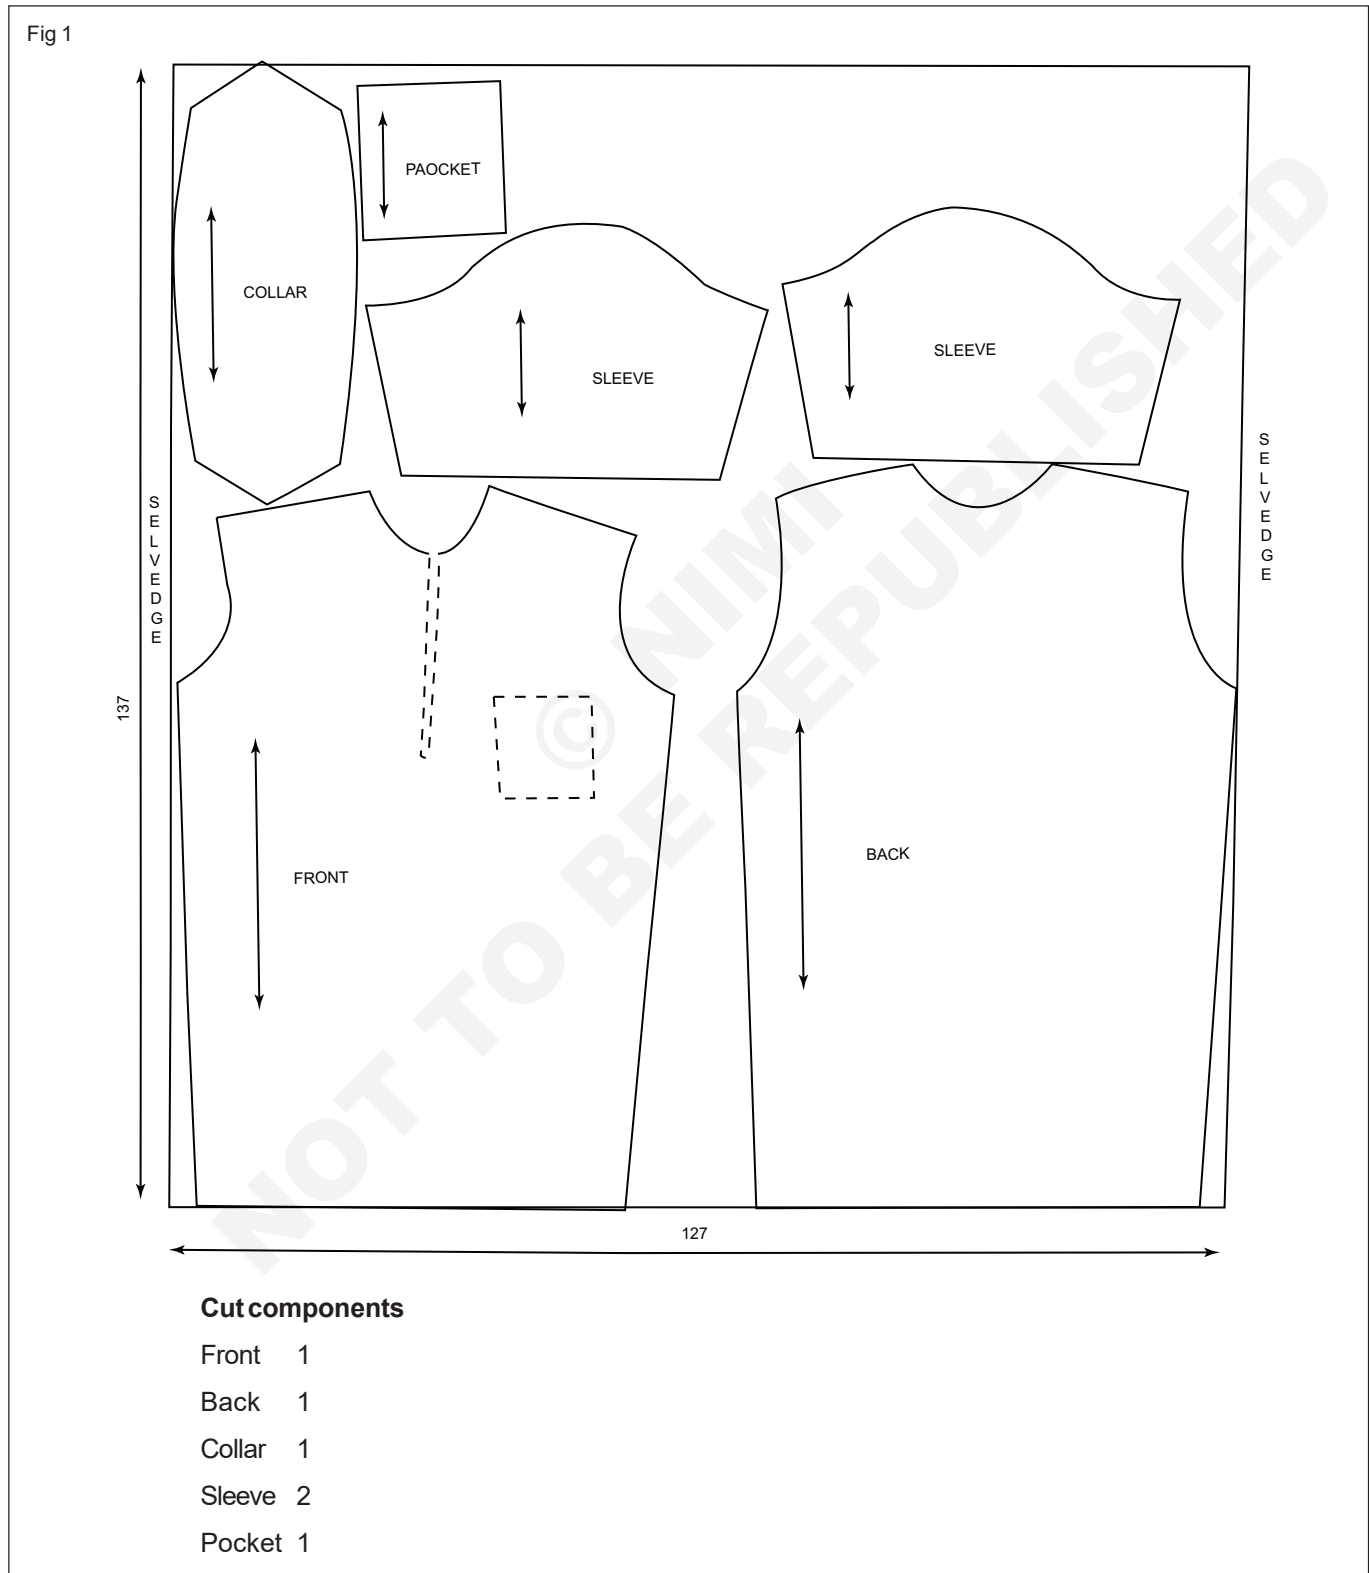 Fig 1
PAOCKET
COLLAR
SLEEVE
SLEEVE
SELVEDGE
SELVEDGE
137
FRONT
BACK
127
© NIMI
NOT TO BE REPUBLISHED
Cut components
Front 1
Back 1
Collar 1
Sleeve 2
Pocket 1